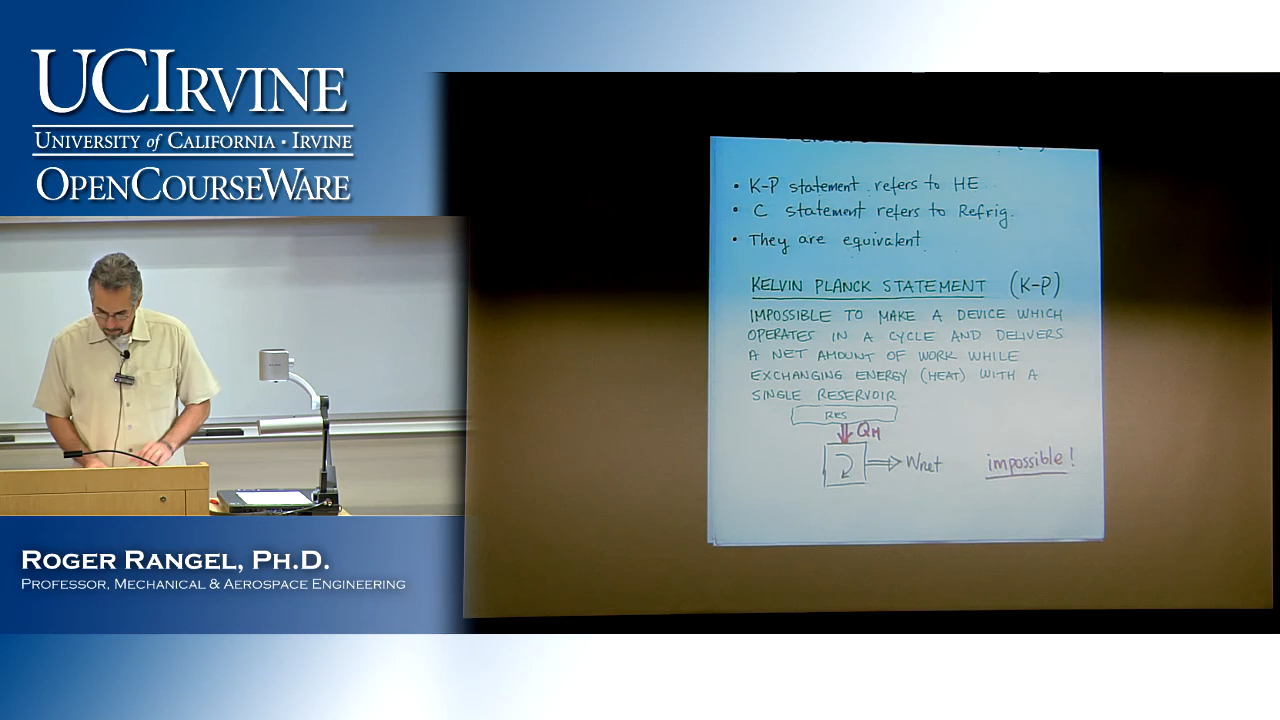 UCIRVINE
UNIVERSITY of CALIFORNIA • IRVINE
OPENCOURSEWARE
• K-P statement refers to HE
• C statement refers to Refrig.
• They are equivalent
KELVIN PLANCK STATEMENT (K-P)
IMPOSSIBLE TO MAKE A DEVICE WHICH
OPERATES IN A CYCLE AND DELIVERS
A NET AMOUNT OF WORK WHILE
EXCHANGING ENERGY (HEAT) WITH A
SINGLE RESERVOIR
RES
QH
Wnet impossible!
ROGER RANGEL, PH.D.
PROFESSOR, MECHANICAL & AEROSPACE ENGINEERING